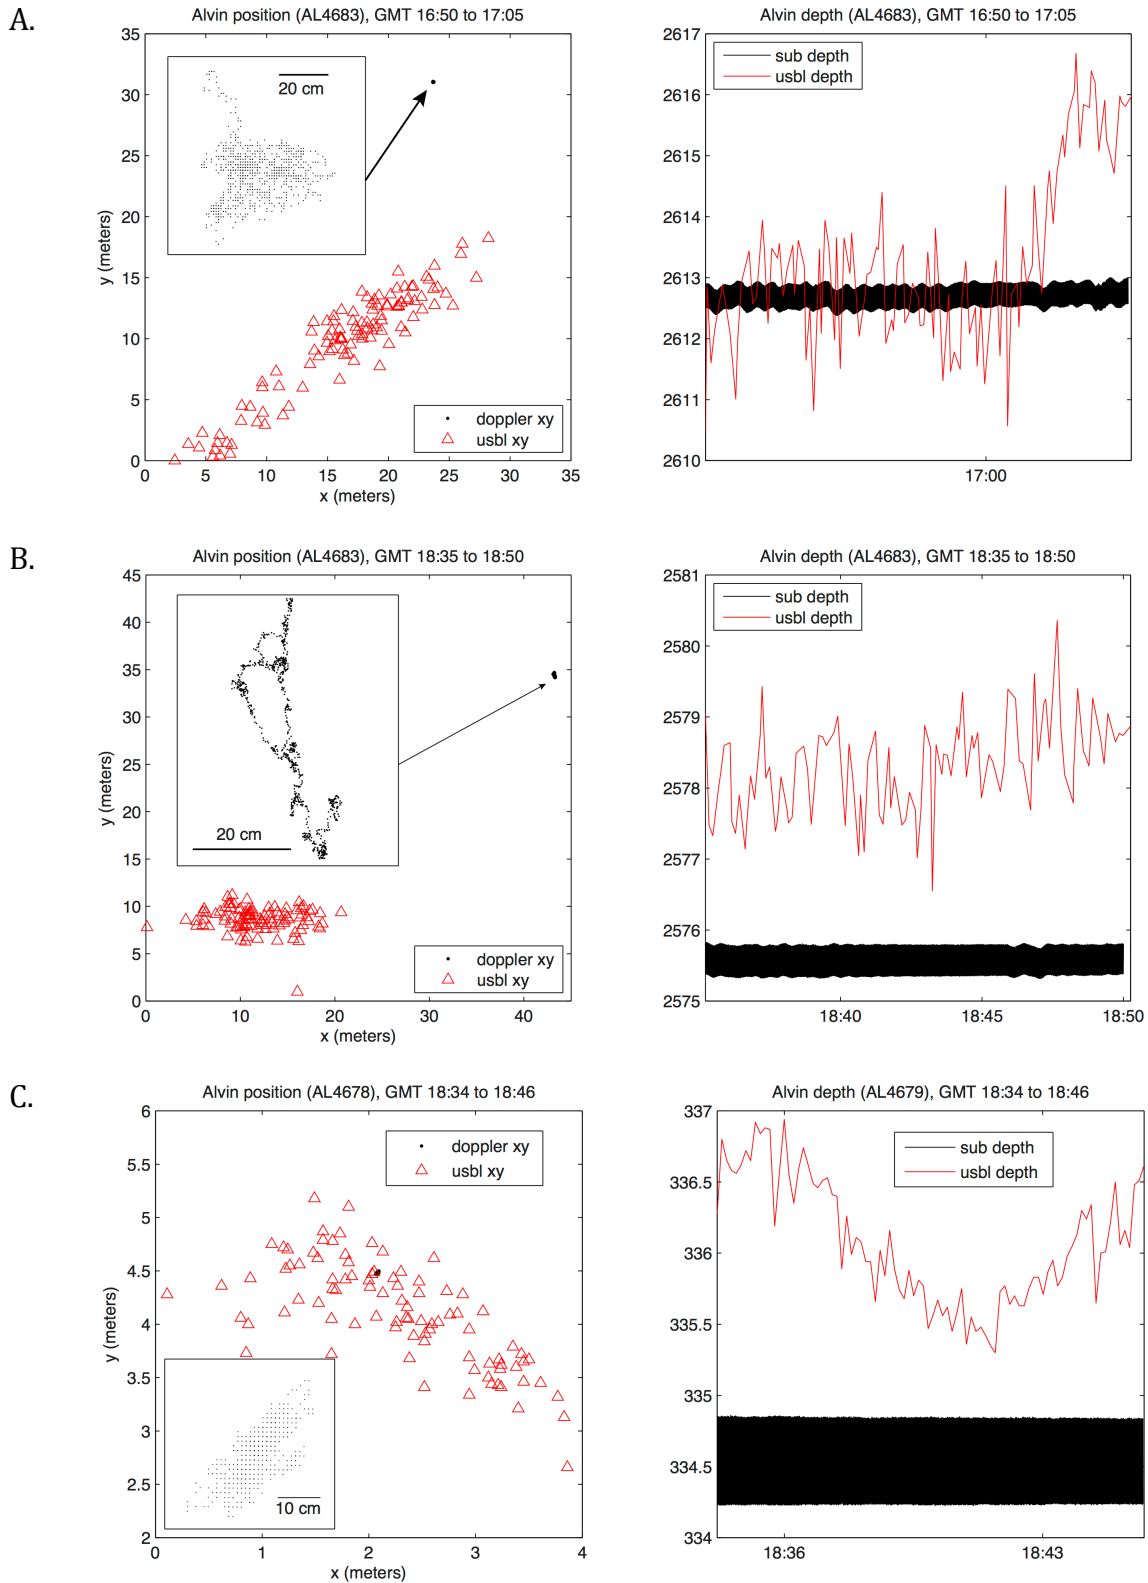 A.
Alvin position (AL4683), GMT 16:50 to 17:05
35
30
25
20
15
10
5
0
y (meters)
20 cm
doppler xy
usbl xy
0 5 10 15 20 25 30 35
x (meters)
Alvin depth (AL4683), GMT 16:50 to 17:05
2617
2616
2615
2614
2613
2612
2611
2610
sub depth
usbl depth
17:00
B.
Alvin position (AL4683), GMT 18:35 to 18:50
45
40
35
30
25
20
15
10
5
0
y (meters)
20 cm
doppler xy
usbl xy
0 10 20 30 40
x (meters)
Alvin depth (AL4683), GMT 18:35 to 18:50
2581
2580
2579
2578
2577
2576
2575
sub depth
usbl depth
18:40 18:45 18:50
C.
Alvin position (AL4678), GMT 18:34 to 18:46
6
5.5
5
4.5
4
3.5
3
2.5
2
y (meters)
doppler xy
usbl xy
10 cm
0 1 2 3 4
x (meters)
Alvin depth (AL4679), GMT 18:34 to 18:46
337
336.5
336
335.5
335
334.5
334
sub depth
usbl depth
18:36 18:43